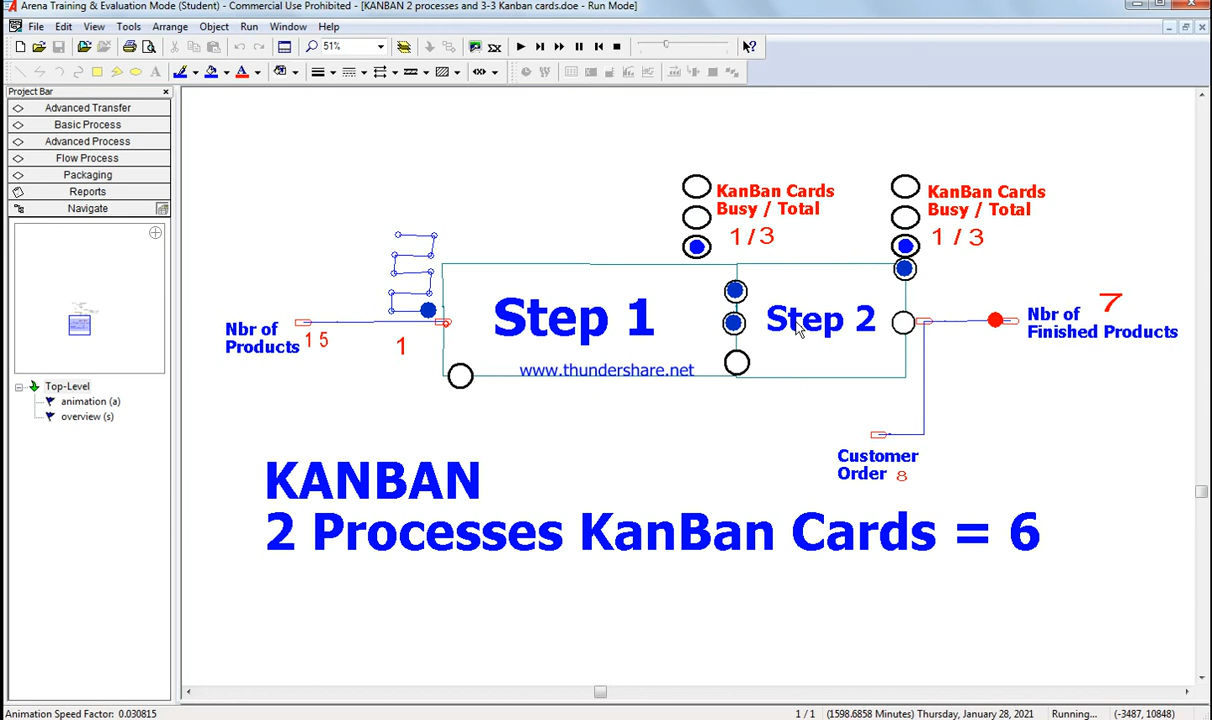 Arena Training & Evaluation Mode (Student) - Commercial Use Prohibited - [KANBAN 2 processes and 3-3 Kanban cards.doe - Run Mode]
File Edit View Tools Arrange Object Run Window Help
51%
Project Bar
Advanced Transfer
Basic Process
Advanced Process
Flow Process
Packaging
Reports
Navigate
Top-Level
animation (a)
overview (s)
KanBan Cards
Busy / Total
1 / 3
KanBan Cards
Busy / Total
1 / 3
Nbr of
Products 1 5
1
Step 1
Step 2
www.thundershare.net
7
Nbr of
Finished Products
Customer
Order 8
KANBAN
2 Processes KanBan Cards = 6
Animation Speed Factor: 0.030815
1 / 1 (1598.6858 Minutes) Thursday, January 28, 2021 Running... (-3487, 10848)